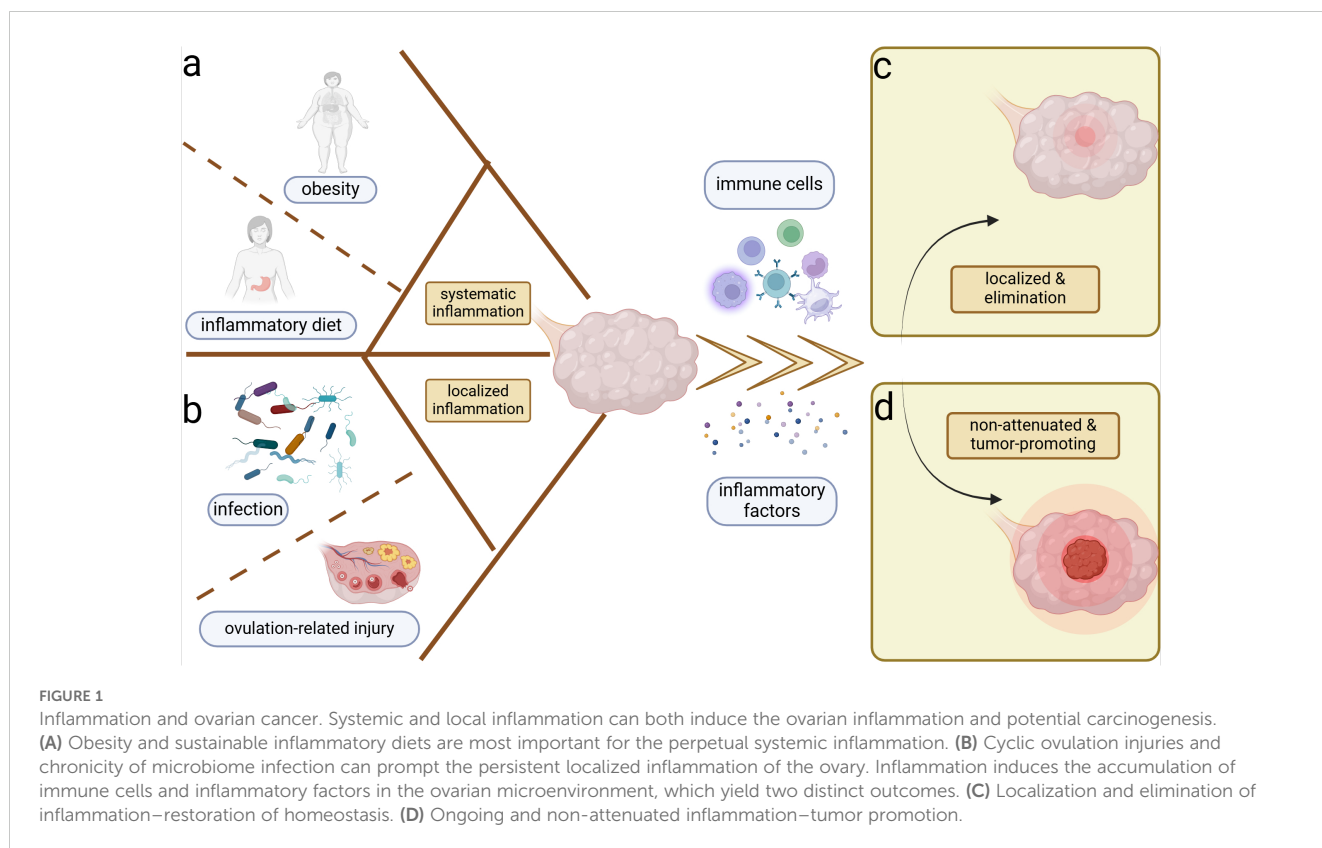 a
obesity
inflammatory diet
systematic
inflammation
b
localized
inflammation
infection
ovulation-related injury
immune cells
inflammatory
factors
c
localized &
elimination
d
non-attenuated &
tumor-promoting
FIGURE 1
Inflammation and ovarian cancer. Systemic and local inflammation can both induce the ovarian inflammation and potential carcinogenesis.
(A) Obesity and sustainable inflammatory diets are most important for the perpetual systemic inflammation. (B) Cyclic ovulation injuries and
chronicity of microbiome infection can prompt the persistent localized inflammation of the ovary. Inflammation induces the accumulation of
immune cells and inflammatory factors in the ovarian microenvironment, which yield two distinct outcomes. (C) Localization and elimination of
inflammation–restoration of homeostasis. (D) Ongoing and non-attenuated inflammation–tumor promotion.